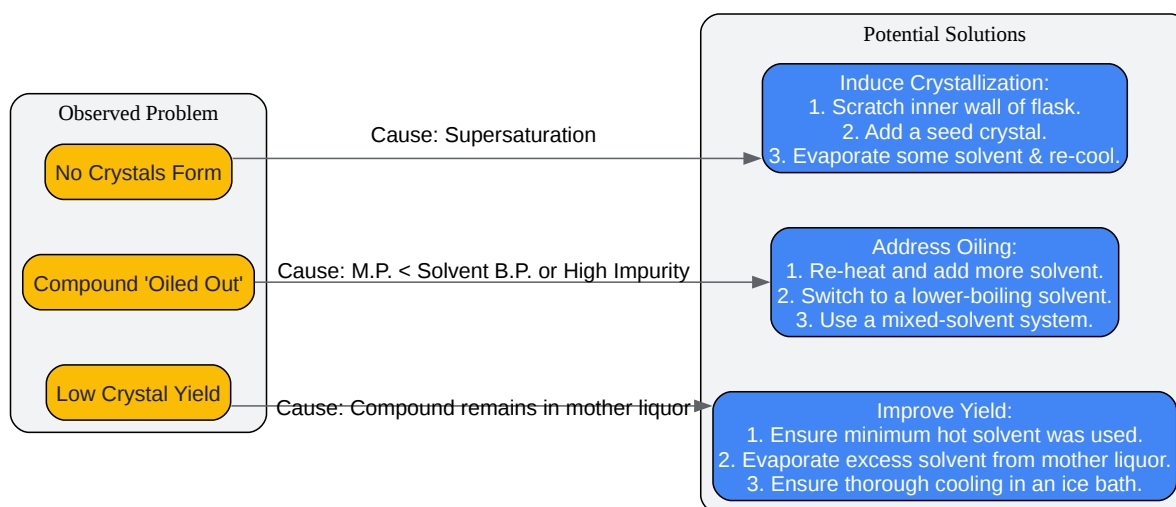 Observed Problem
No Crystals Form
Compound 'Oiled Out'
Low Crystal Yield
Cause: Supersaturation
Cause: M.P. < Solvent B.P. or High Impurity
Cause: Compound remains in mother liquor
Potential Solutions
Induce Crystallization:
1. Scratch inner wall of flask.
2. Add a seed crystal.
3. Evaporate some solvent & re-cool.
Address Oiling:
1. Re-heat and add more solvent.
2. Switch to a lower-boiling solvent.
3. Use a mixed-solvent system.
Improve Yield:
1. Ensure minimum hot solvent was used.
2. Evaporate excess solvent from mother liquor.
3. Ensure thorough cooling in an ice bath.